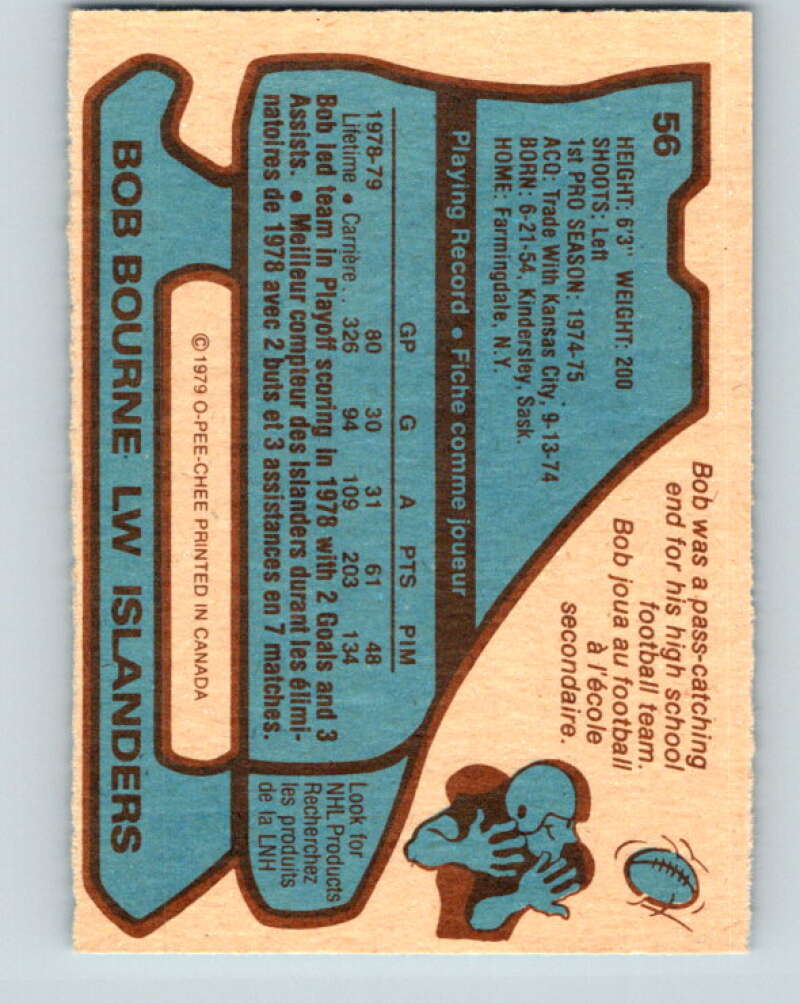 56
HEIGHT: 6'3" WEIGHT: 200
SHOOTS: Left
1st PRO SEASON: 1974-75
ACQ: Trade With Kansas City, 9-13-74
BORN: 6-21-54, Kindersley, Sask.
HOME: Farmingdale, N.Y.
Bob was a pass-catching
end for his high school
football team.
Bob joua au football
à l'école
secondaire.
Playing Record • Fiche comme joueur
GP G A PTS PIM
1978-79 80 30 31 61 48
Lifetime • Carrière .. 326 94 109 203 134
Bob led team in Playoff scoring in 1978 with 2 Goals and 3
Assists. • Meilleur compteur des Islanders durant les élimi-
natoires de 1978 avec 2 buts et 3 assistances en 7 matches.
Look for
NHL Products
Recherchez
les produits
de la LNH
©1979 O-PEE-CHEE PRINTED IN CANADA
BOB BOURNE LW ISLANDERS